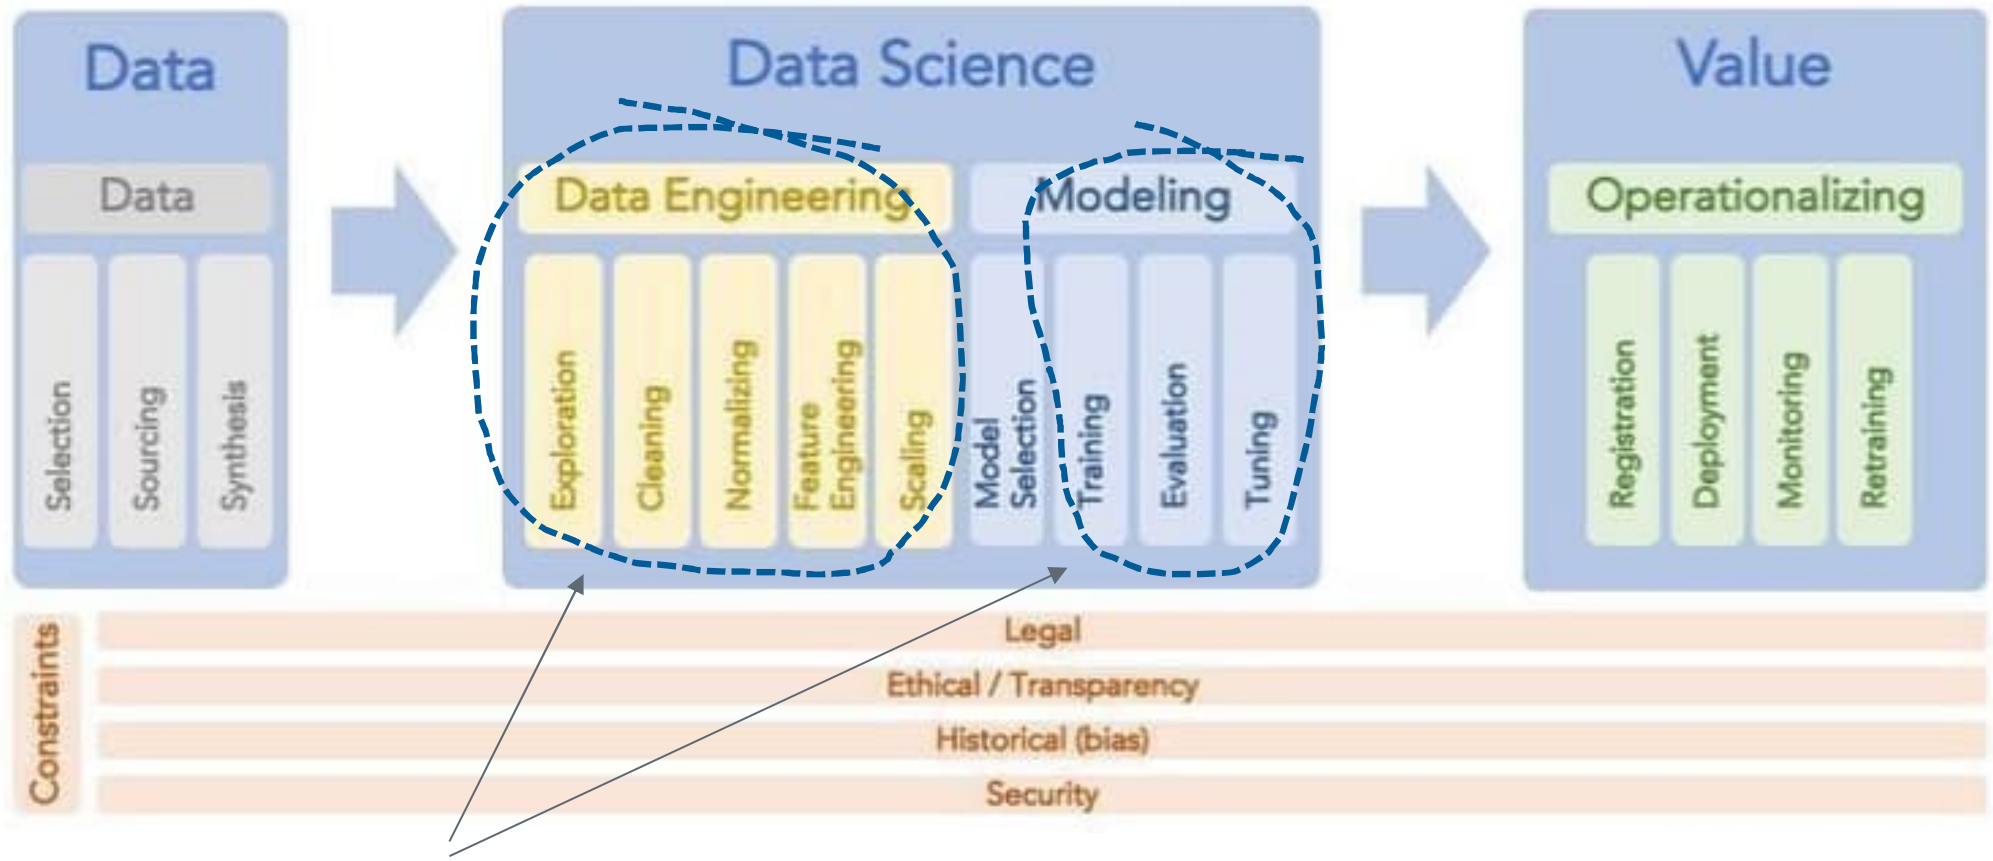 Data
Data
Selection
Sourcing
Synthesis
Data Science
Data Engineering
Exploration
Cleaning
Normalizing
Feature
Engineering
Scaling
Modeling
Model
Selection
Training
Evaluation
Tuning
Value
Operationalizing
Registration
Deployment
Monitoring
Retraining
Constraints
Legal
Ethical / Transparency
Historical (bias)
Security